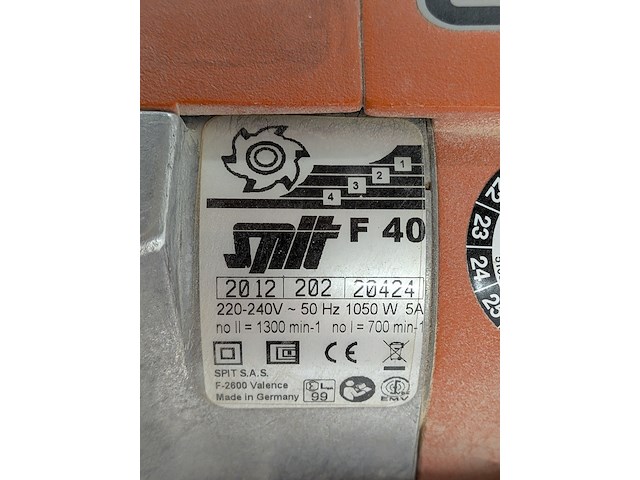 1
2
3
4
spit F 40
2012 202 20424
220-240V ~ 50 Hz 1050 W 5A
no II = 1300 min-1 no I = 700 min-1
CE
SPIT S.A.S.
F-2600 Valence
Made in Germany
99
EMV
23
24